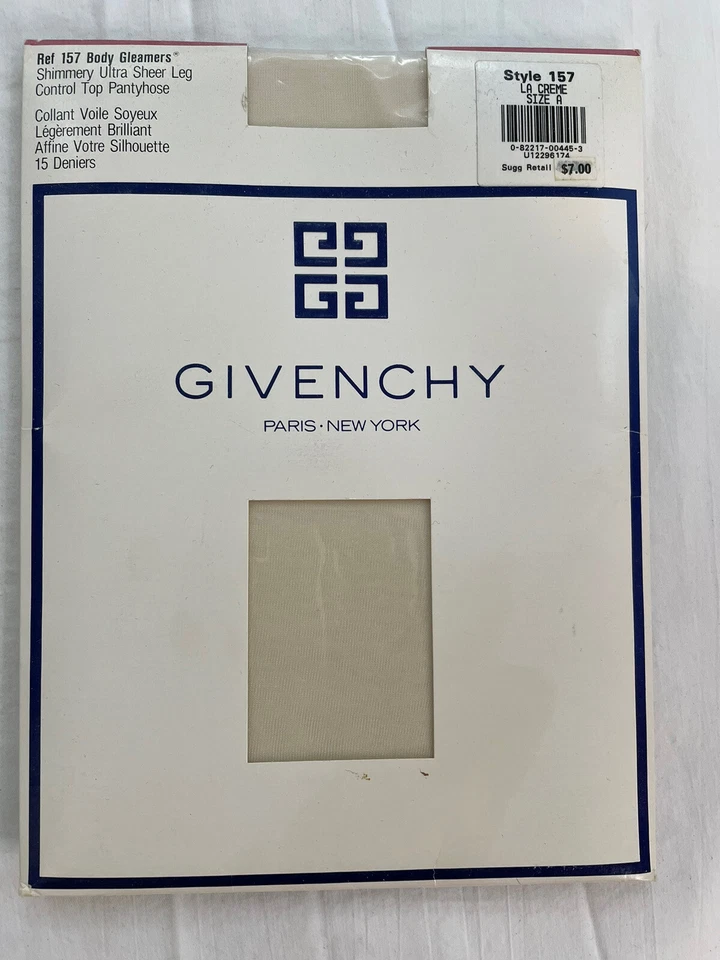 Ref 157 Body Gleamers®
Shimmery Ultra Sheer Leg
Control Top Pantyhose
Collant Voile Soyeux
Légèrement Brilliant
Affine Votre Silhouette
15 Deniers
Style 157
LA CREME
SIZE A
0-82217-00445-3
U12296174
Sugg Retail $7.00
GIVENCHY
PARIS·NEW YORK